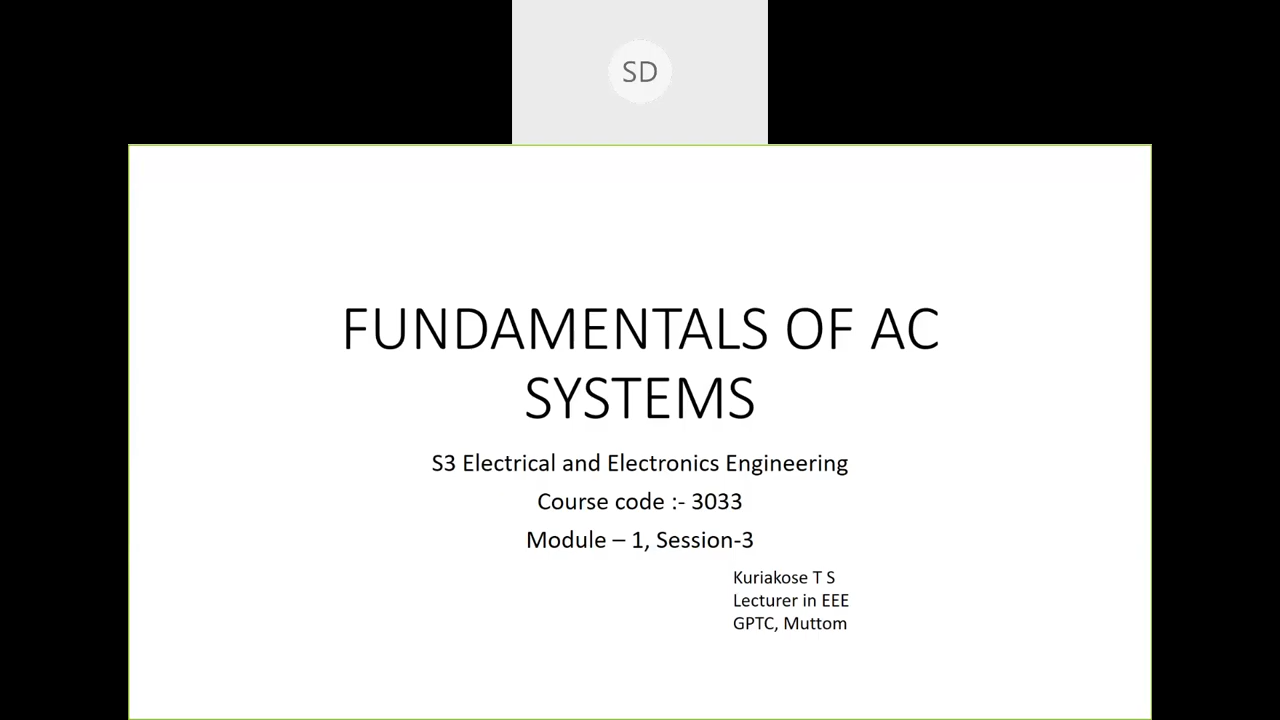 SD
FUNDAMENTALS OF AC
SYSTEMS
S3 Electrical and Electronics Engineering
Course code :- 3033
Module – 1, Session-3
Kuriakose T S
Lecturer in EEE
GPTC, Muttom